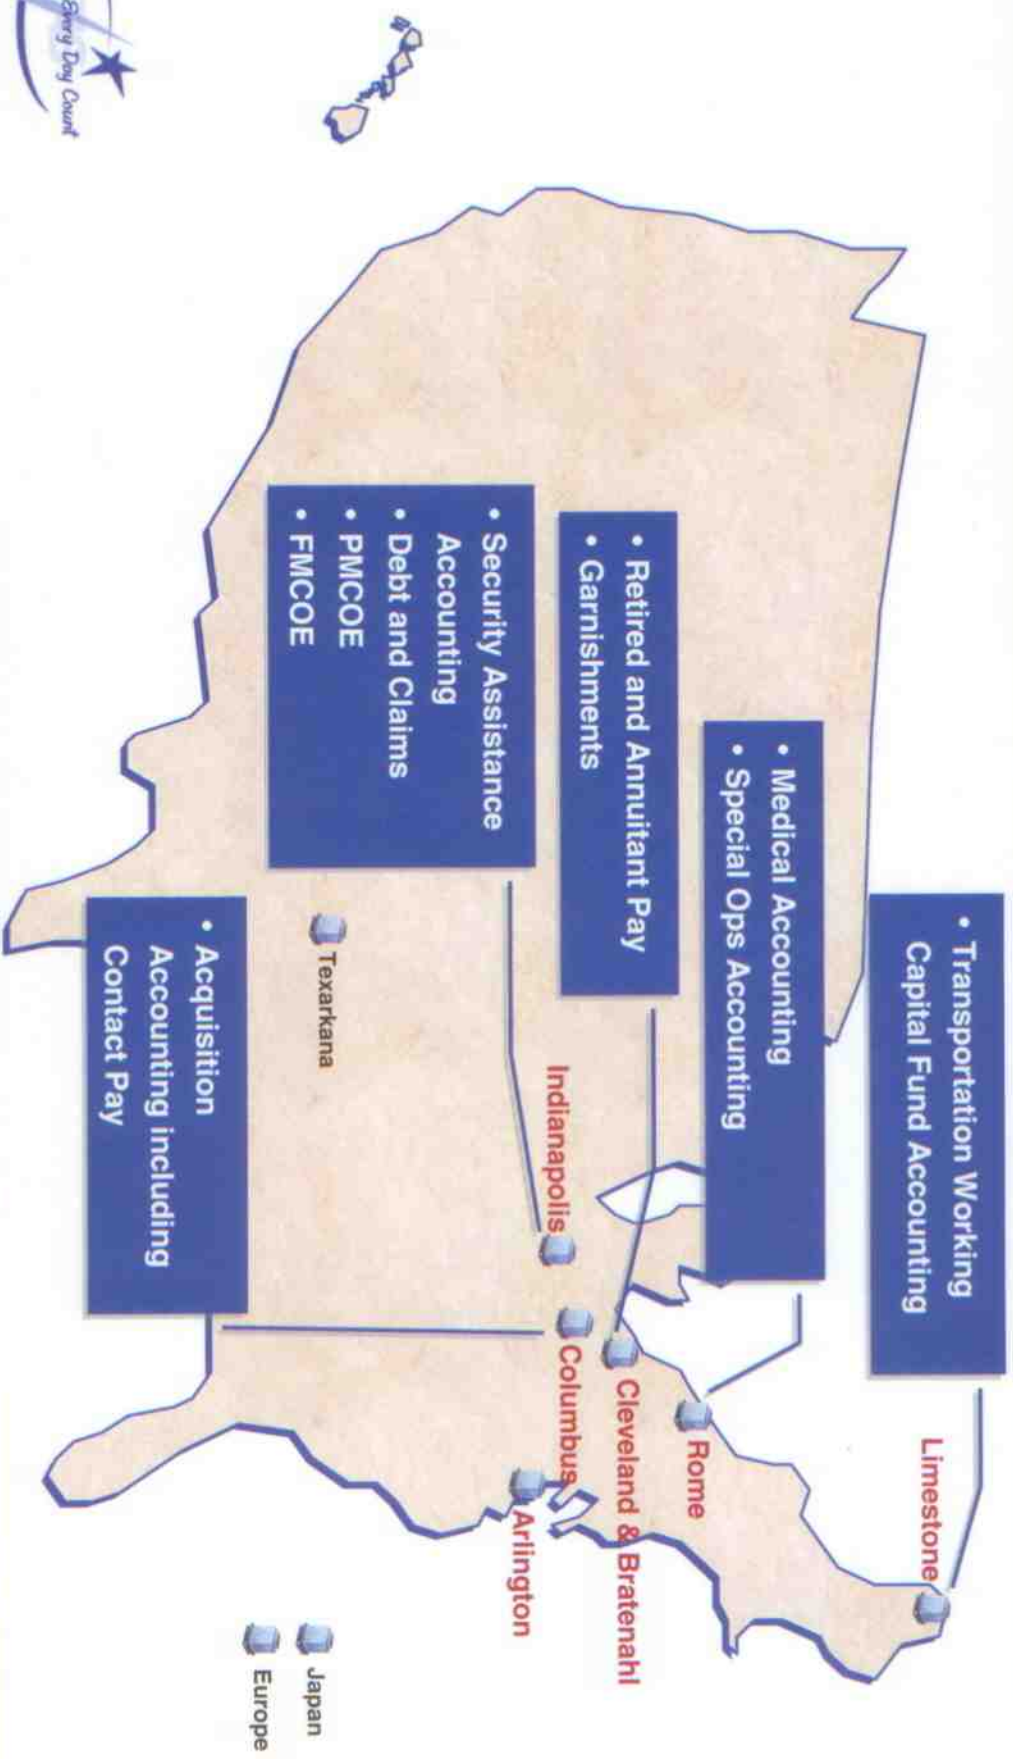 • Transportation Working
Capital Fund Accounting
Limestone
• Medical Accounting
• Special Ops Accounting
Rome
• Retired and Annuitant Pay
• Garnishments
Cleveland & Bratenahl
• Security Assistance
Accounting
• Debt and Claims
• PMCOE
• FMCOE
Indianapolis
Columbus
Arlington
Texarkana
• Acquisition
Accounting including
Contact Pay
Japan
Europe
Every Day Count